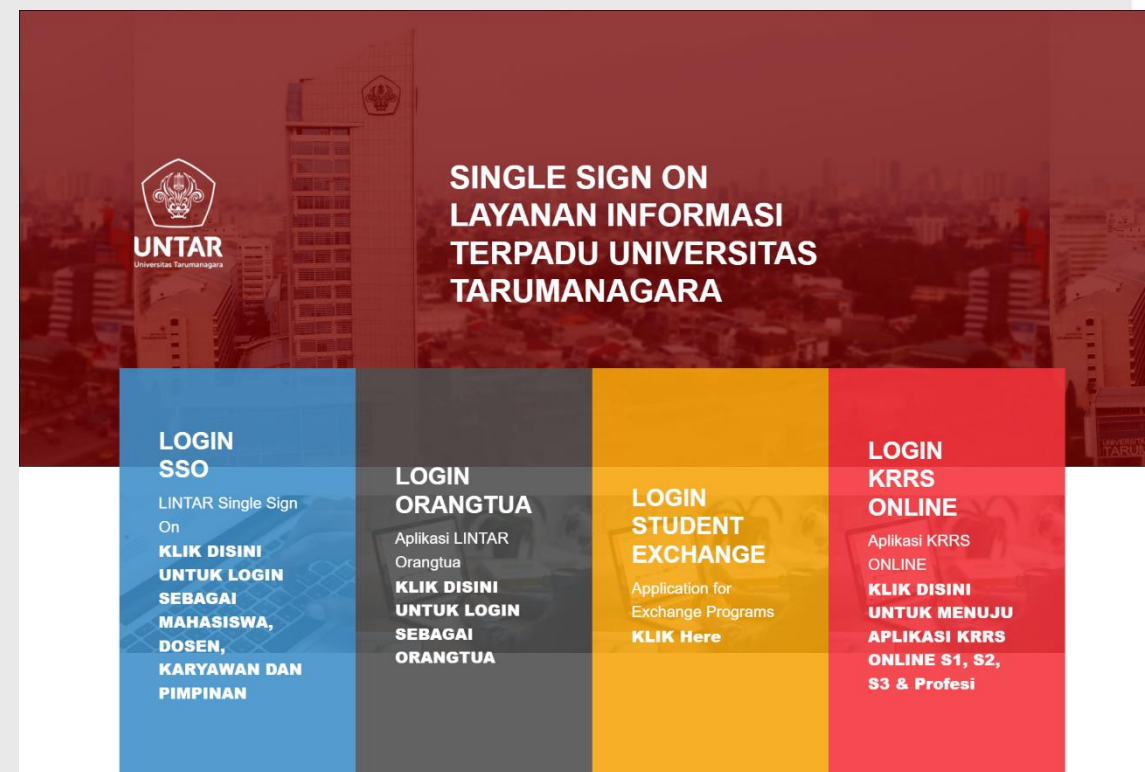 UNTAR
Universitas Tarumanagara
SINGLE SIGN ON
LAYANAN INFORMASI
TERPADU UNIVERSITAS
TARUMANAGARA
LOGIN
SSO
LINTAR Single Sign
On
KLIK DISINI
UNTUK LOGIN
SEBAGAI
MAHASISWA,
DOSEN,
KARYAWAN DAN
PIMPINAN
LOGIN
ORANGTUA
Aplikasi LINTAR
Orangtua
KLIK DISINI
UNTUK LOGIN
SEBAGAI
ORANGTUA
LOGIN
STUDENT
EXCHANGE
Application for
Exchange Programs
KLIK Here
LOGIN
KRRS
ONLINE
Aplikasi KRRS
ONLINE
KLIK DISINI
UNTUK MENUJU
APLIKASI KRRS
ONLINE S1, S2,
S3 & Profesi